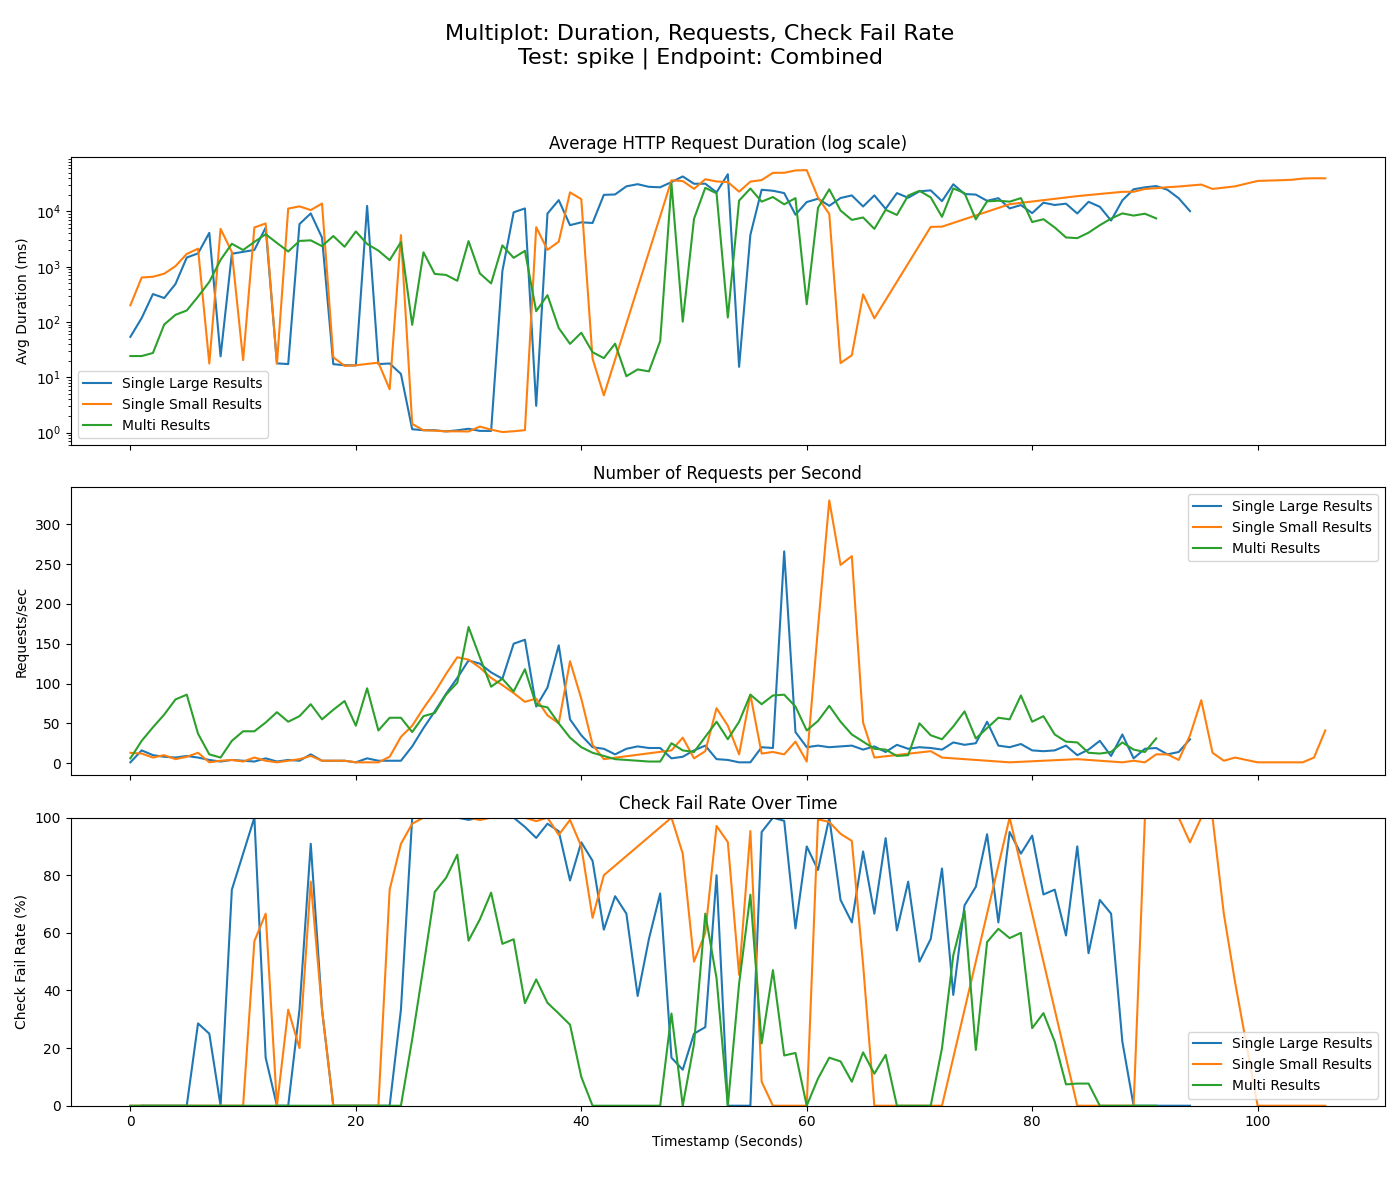 Multiplot: Duration, Requests, Check Fail Rate
Test: spike | Endpoint: Combined
Average HTTP Request Duration (log scale)
Avg Duration (ms)
10⁴
10³
10²
10¹
10⁰
Single Large Results
Single Small Results
Multi Results
Number of Requests per Second
Requests/sec
300
250
200
150
100
50
0
Single Large Results
Single Small Results
Multi Results
Check Fail Rate Over Time
Check Fail Rate (%)
100
80
60
40
20
0
Single Large Results
Single Small Results
Multi Results
0 20 40 60 80 100
Timestamp (Seconds)